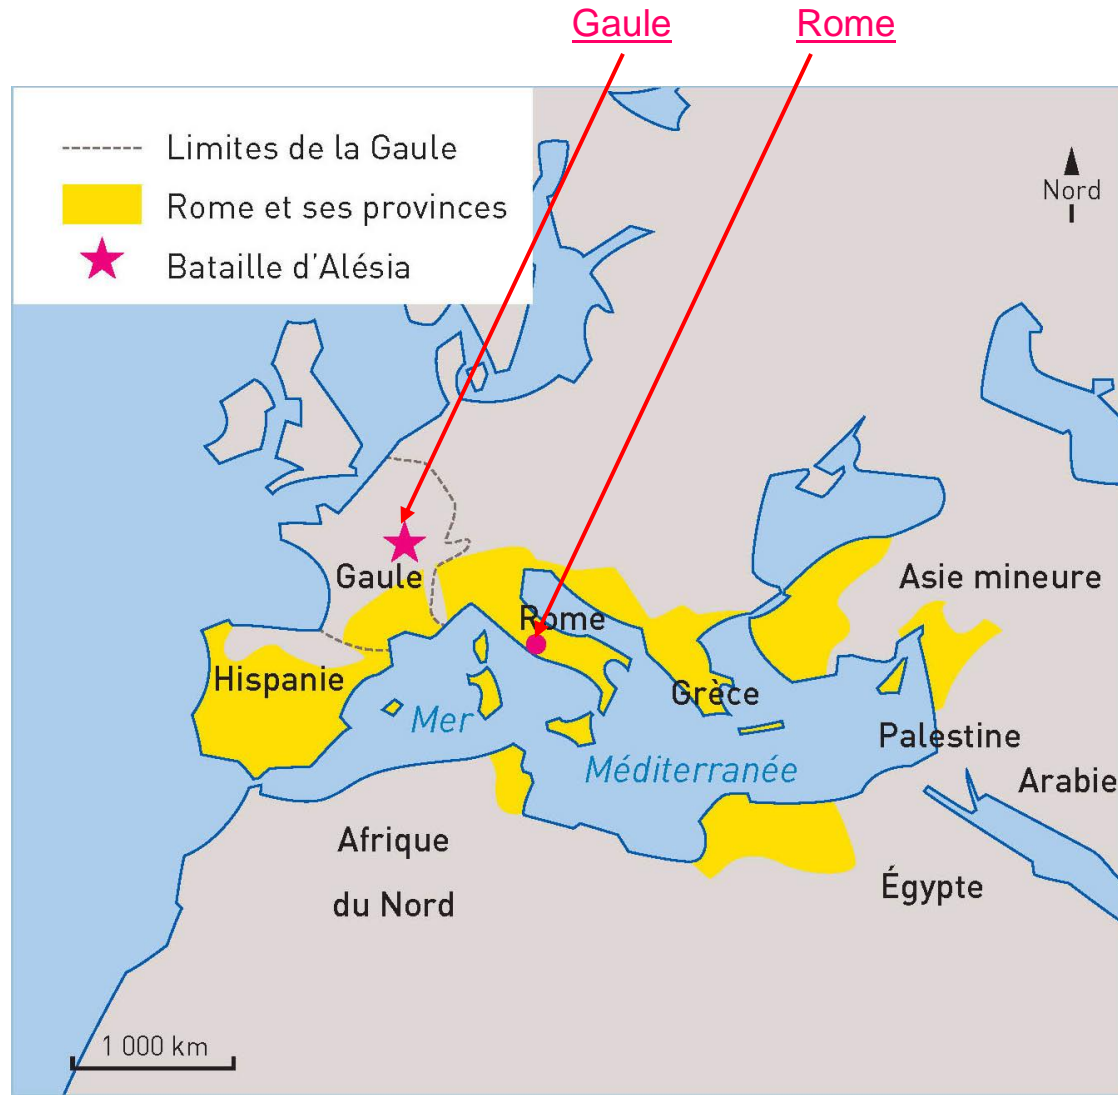 Gaule Rome
Limites de la Gaule
Rome et ses provinces
Bataille d'Alésia
Nord
Gaule
Asie mineure
Rome
Hispanie
Grèce
Mer
Palestine
Méditerranée
Arabie
Afrique
du Nord
Égypte
1 000 km